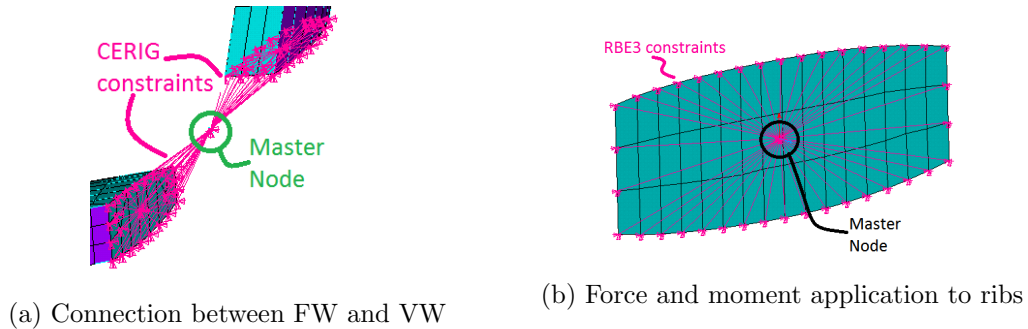 CERIG
constraints
Master
Node
(a) Connection between FW and VW
RBE3 constraints
Master
Node
(b) Force and moment application to ribs